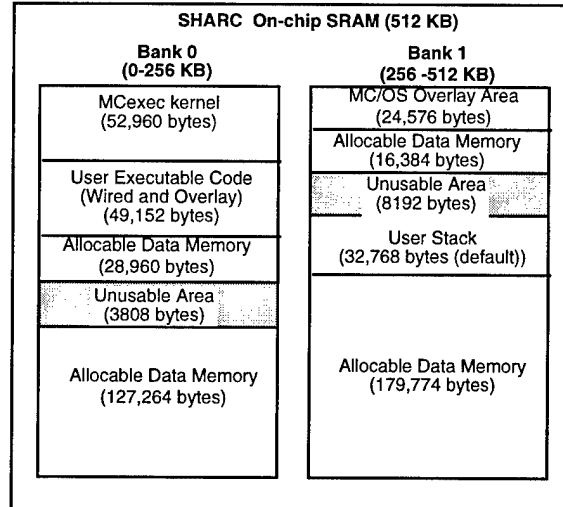 SHARC On-chip SRAM (512 KB)
Bank 0
(0-256 KB)
MCexec kernel
(52,960 bytes)
User Executable Code
(Wired and Overlay)
(49,152 bytes)
Allocable Data Memory
(28,960 bytes)
Unusable Area
(3808 bytes)
Allocable Data Memory
(127,264 bytes)
Bank 1
(256 -512 KB)
MC/OS Overlay Area
(24,576 bytes)
Allocable Data Memory
(16,384 bytes)
Unusable Area
(8192 bytes)
User Stack
(32,768 bytes (default))
Allocable Data Memory
(179,774 bytes)